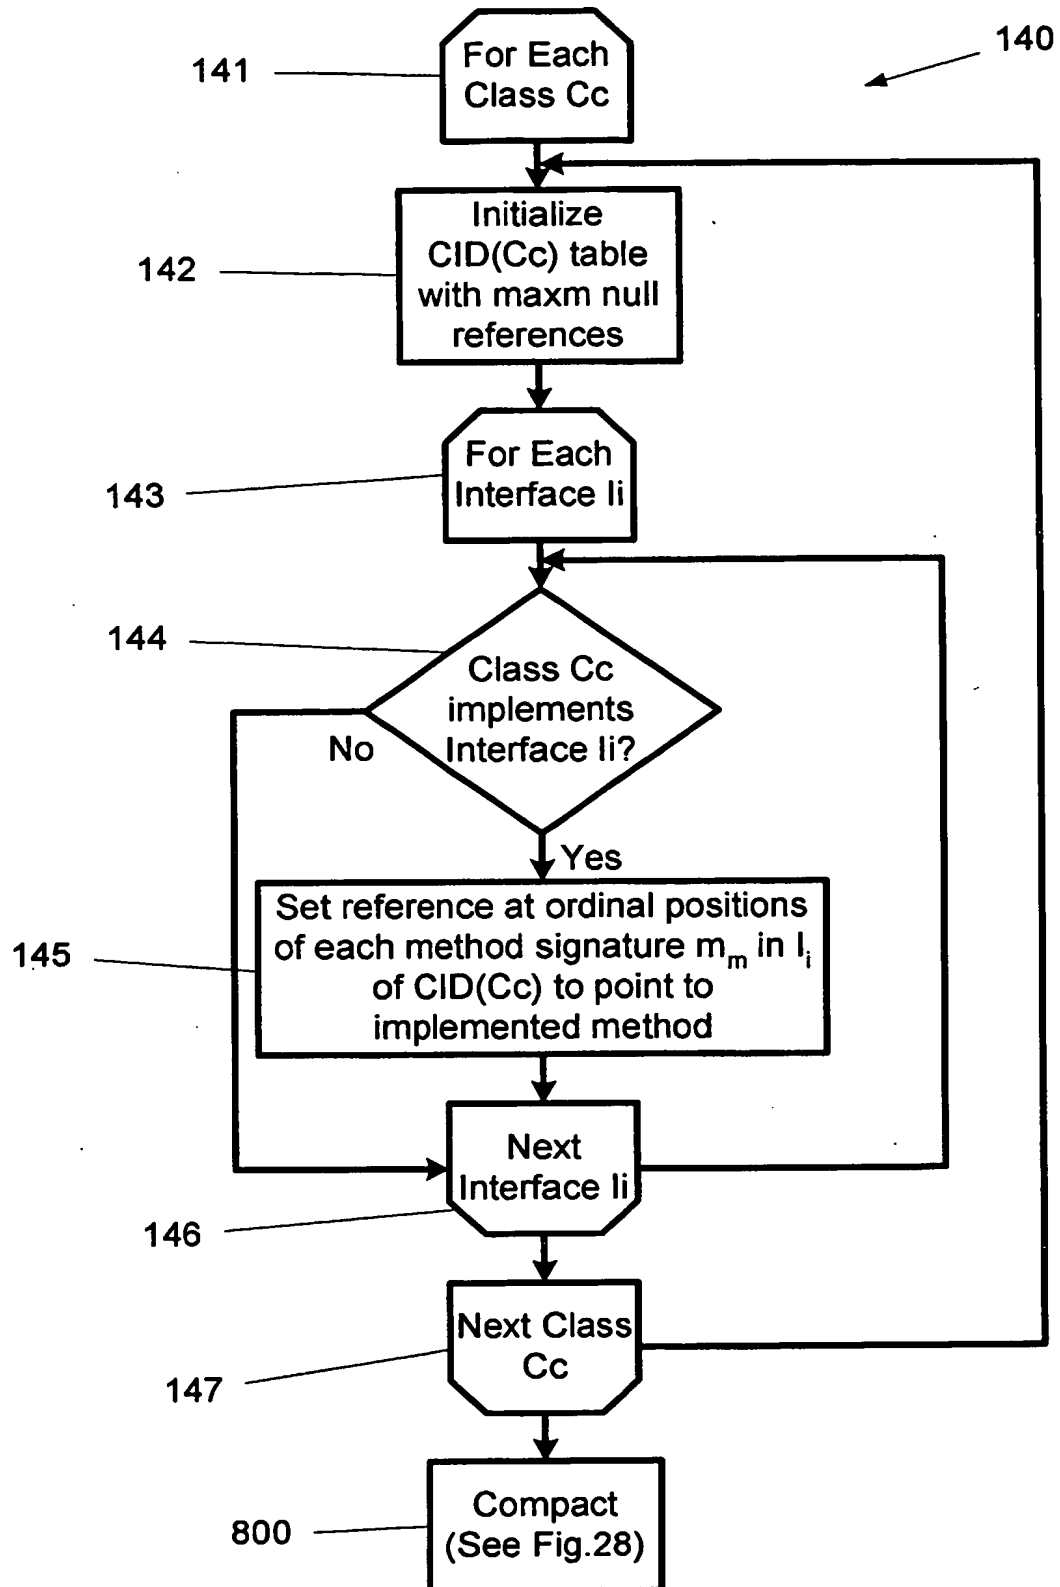 For Each
Class Cc
141
140
Initialize
CID(Cc) table
with maxm null
references
142
For Each
Interface Ii
143
144
Class Cc
implements
Interface Ii?
No
Yes
Set reference at ordinal positions
of each method signature mm in Ii
of CID(Cc) to point to
implemented method
145
Next
Interface Ii
146
Next Class
Cc
147
Compact
(See Fig.28)
800